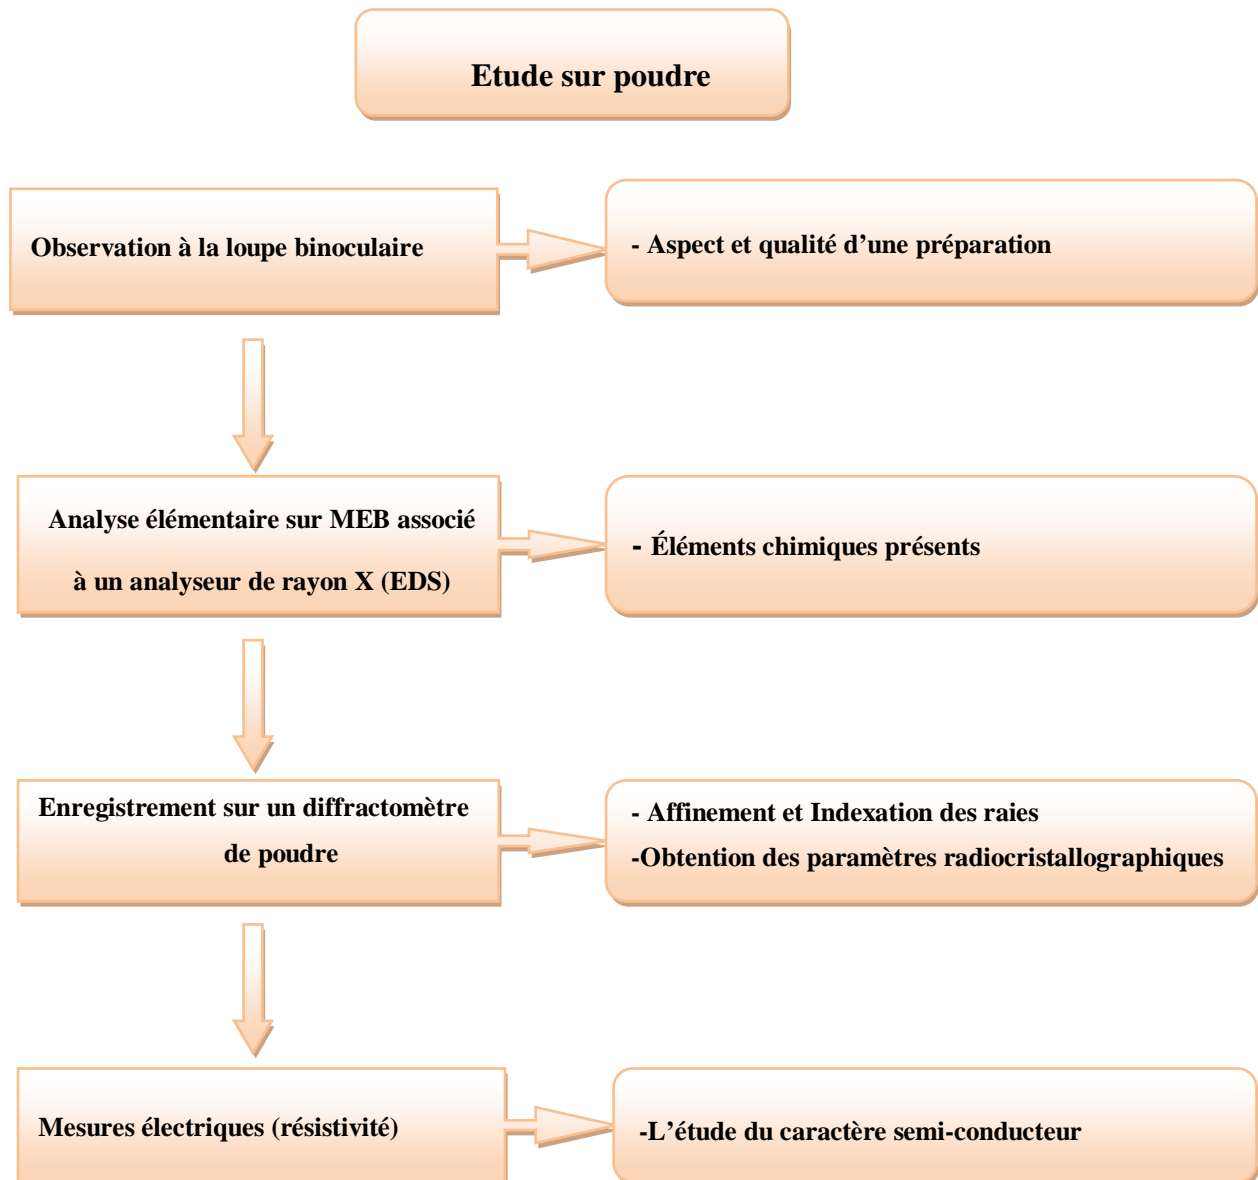 Etude sur poudre
Observation à la loupe binoculaire
- Aspect et qualité d’une préparation
Analyse élémentaire sur MEB associé
à un analyseur de rayon X (EDS)
- Éléments chimiques présents
Enregistrement sur un diffractomètre
de poudre
- Affinement et Indexation des raies
-Obtention des paramètres radiocristallographiques
Mesures électriques (résistivité)
-L’étude du caractère semi-conducteur